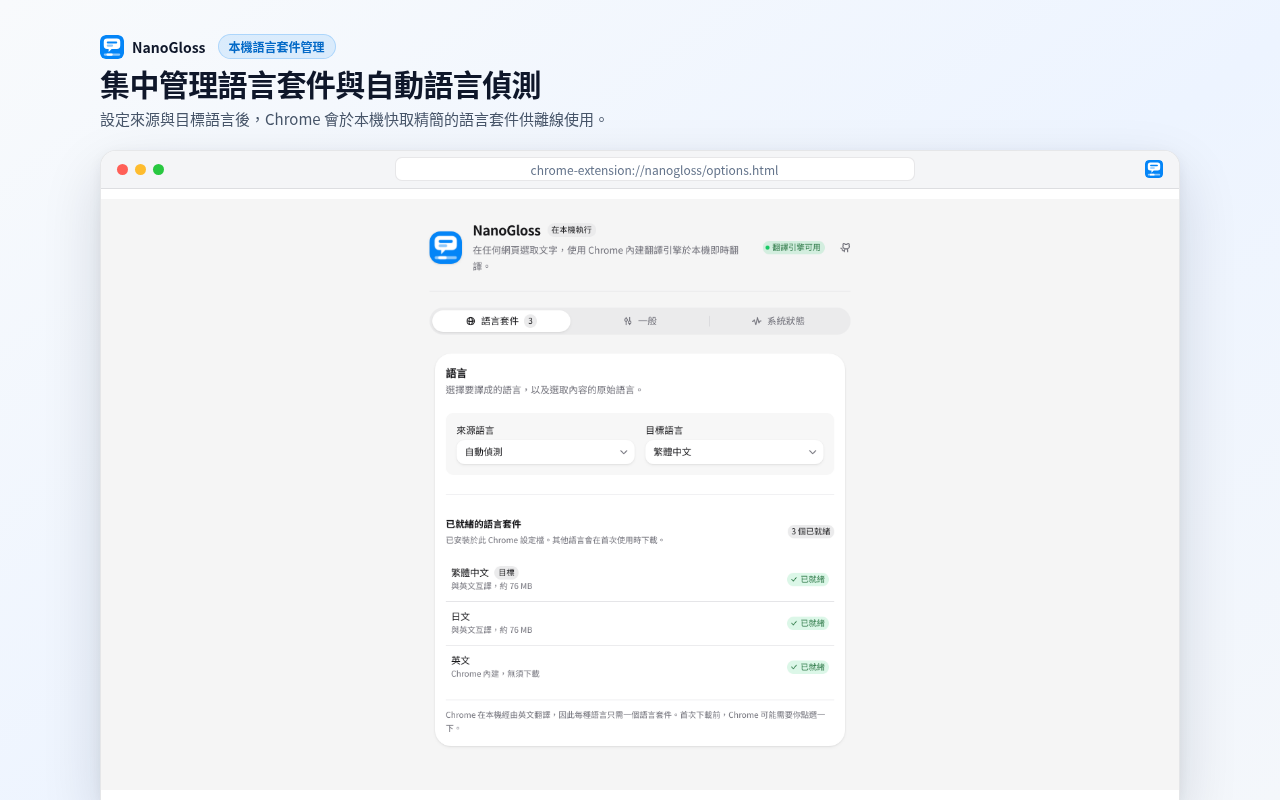 NanoGloss 本機語言套件管理
集中管理語言套件與自動語言偵測
設定來源與目標語言後，Chrome 會於本機快取精簡的語言套件供離線使用。
chrome-extension://nanogloss/options.html
NanoGloss 在本機執行
在任何網頁選取文字，使用 Chrome 內建翻譯引擎於本機即時翻
譯。
翻譯引擎可用
語言套件 3 一般 系統狀態
語言
選擇要譯成的語言，以及選取內容的原始語言。
來源語言 目標語言
自動偵測 繁體中文
已就緒的語言套件
已安裝於此 Chrome 設定檔。其他語言會在首次使用時下載。
3 個已就緒
繁體中文 目標
與英文互譯，約 76 MB
已就緒
日文
與英文互譯，約 76 MB
已就緒
英文
Chrome 內建，無須下載
已就緒
Chrome 在本機經由英文翻譯，因此每種語言只需一個語言套件。首次下載前，Chrome 可能需要你點選一
下。